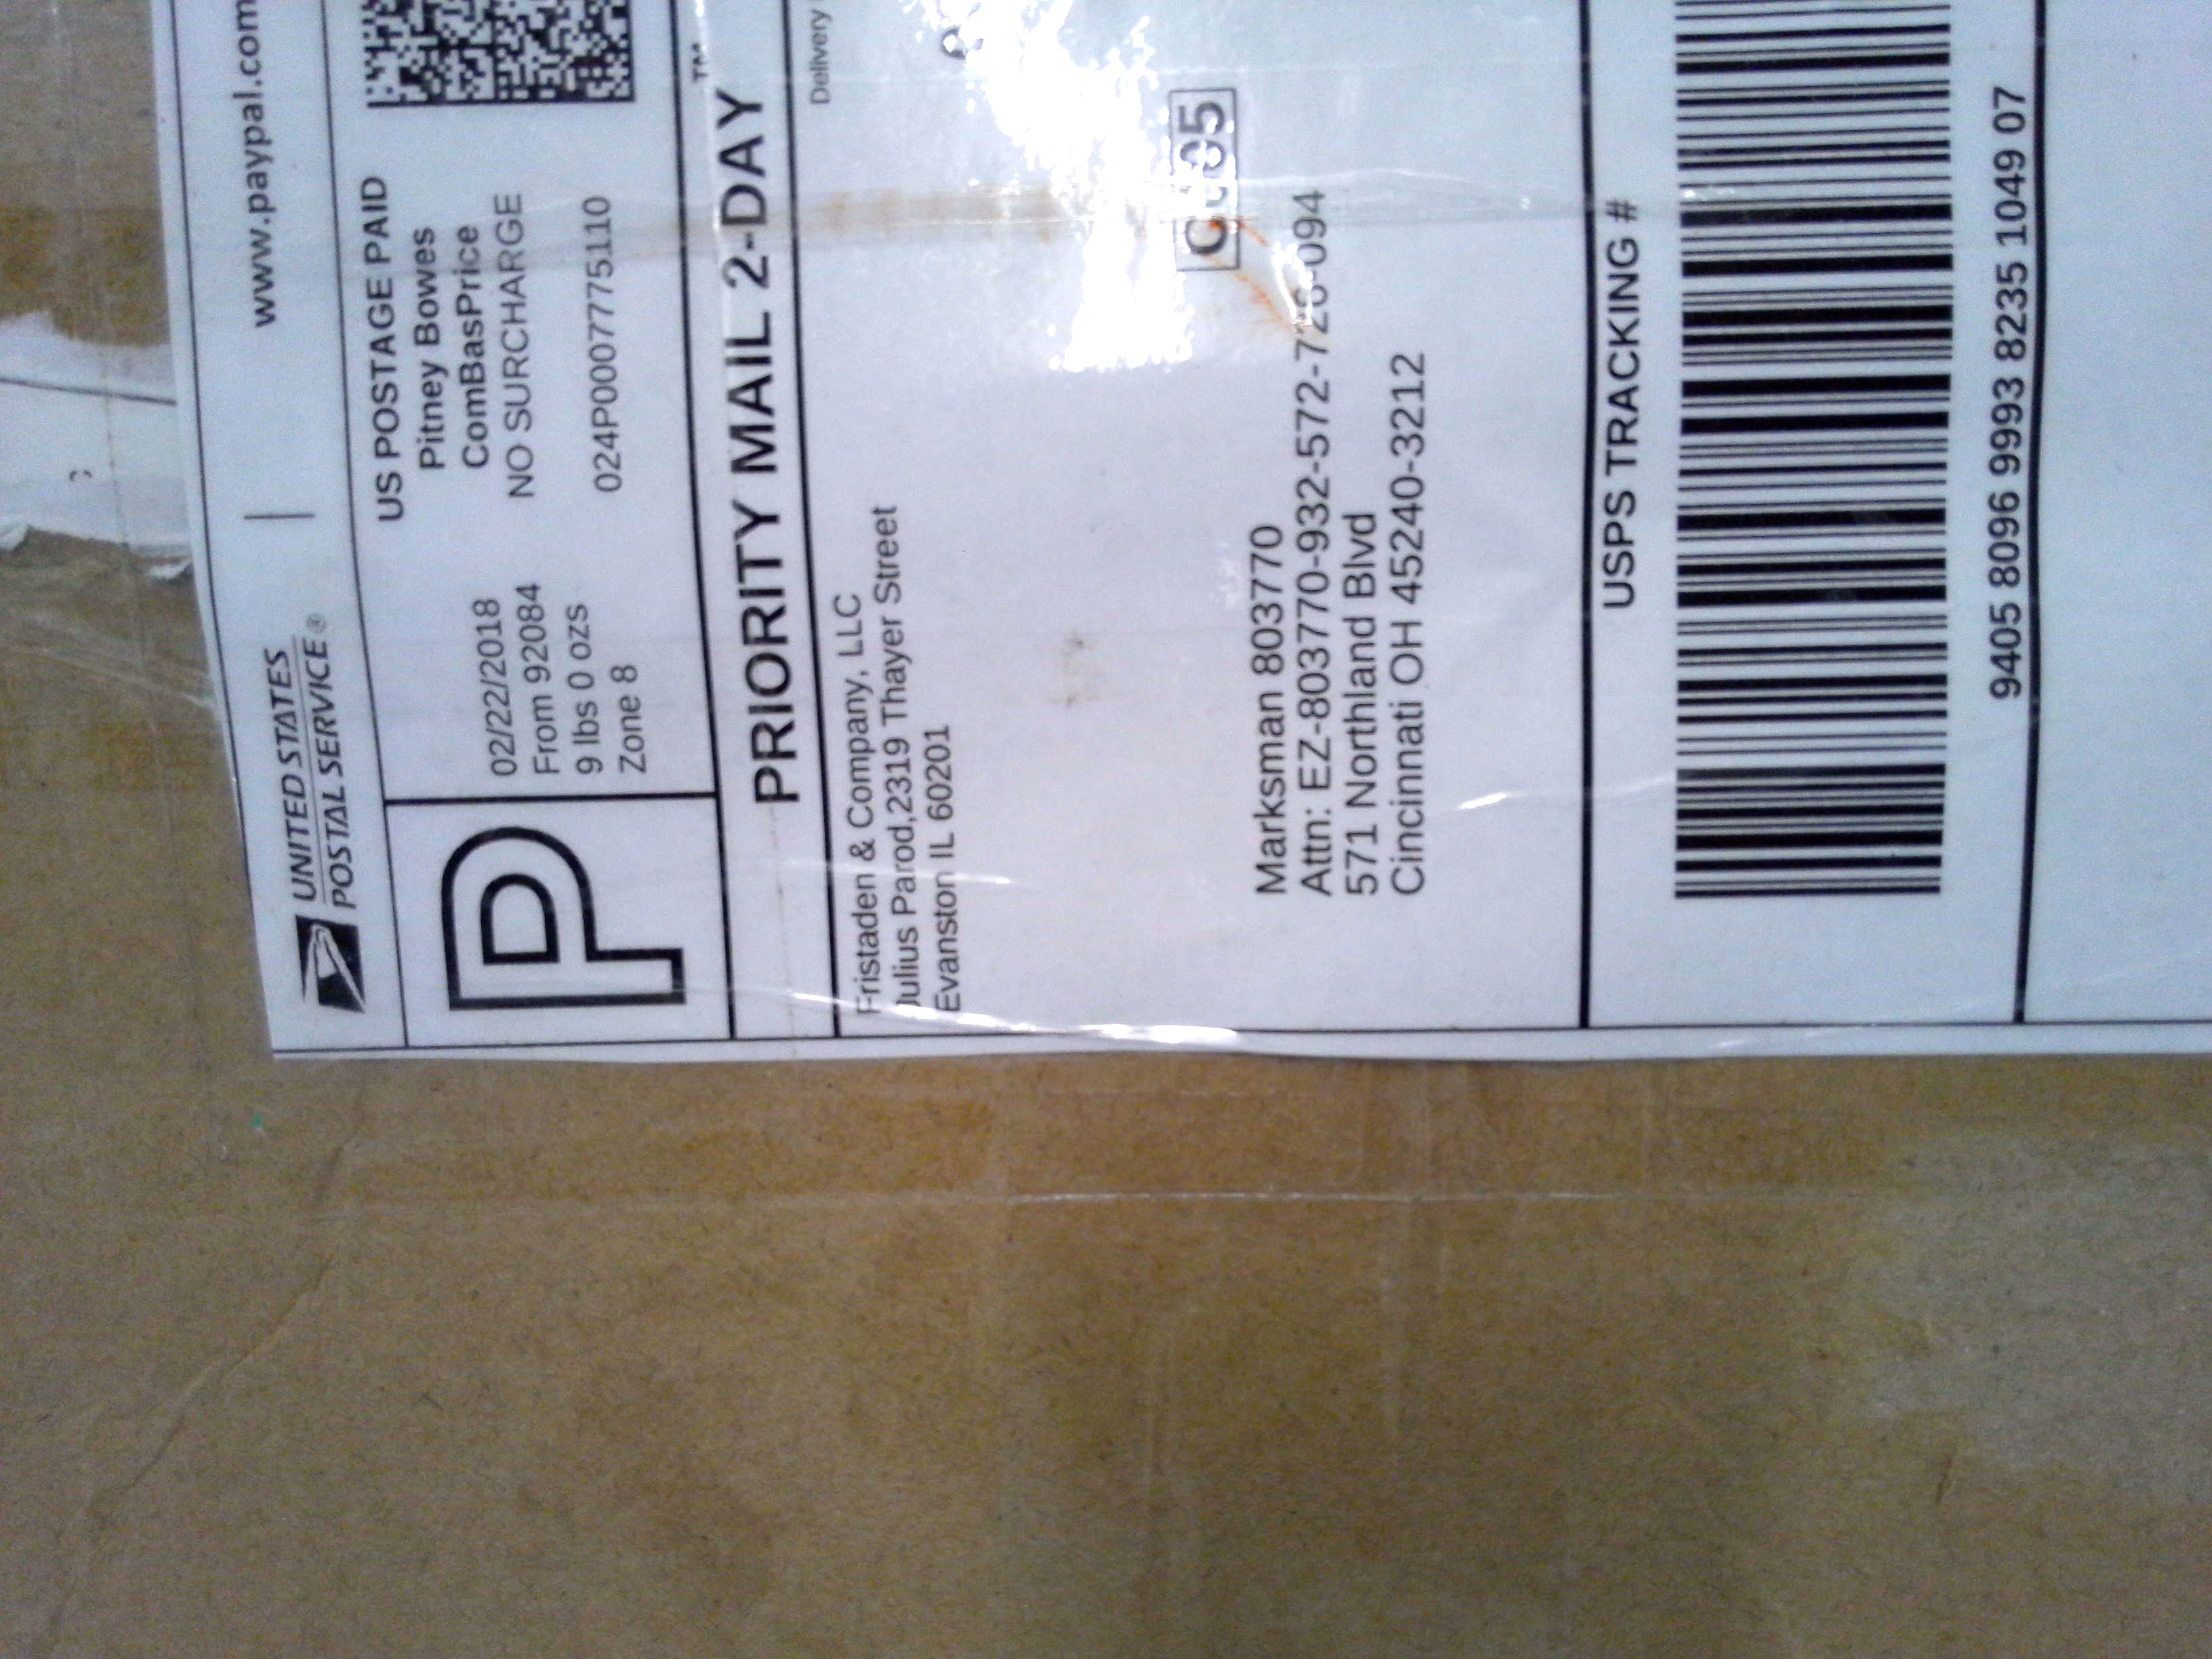 UNITED STATES
POSTAL SERVICE®
www.paypal.com
P
02/22/2018
From 92084
9 lbs 0 ozs
Zone 8
US POSTAGE PAID
Pitney Bowes
ComBasPrice
NO SURCHARGE
024P0007775110
PRIORITY MAIL 2-DAY
TM
Fristaden & Company, LLC
Julius Parod,2319 Thayer Street
Evanston IL 60201
Delivery
Marksman 803770
Attn:
571 Northland Blvd
Cincinnati OH 45240-3212
USPS TRACKING #
9405 8096 9993 8235 1049 07